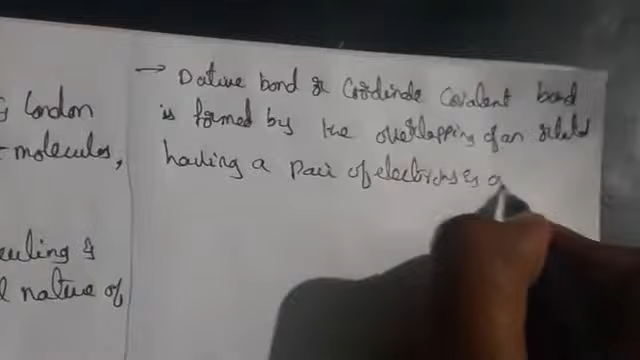 → Dative bond or Coordinate Covalent bond
is formed by the overlapping of an orbital
having a pair of electrons &
London
molecules,
nature of